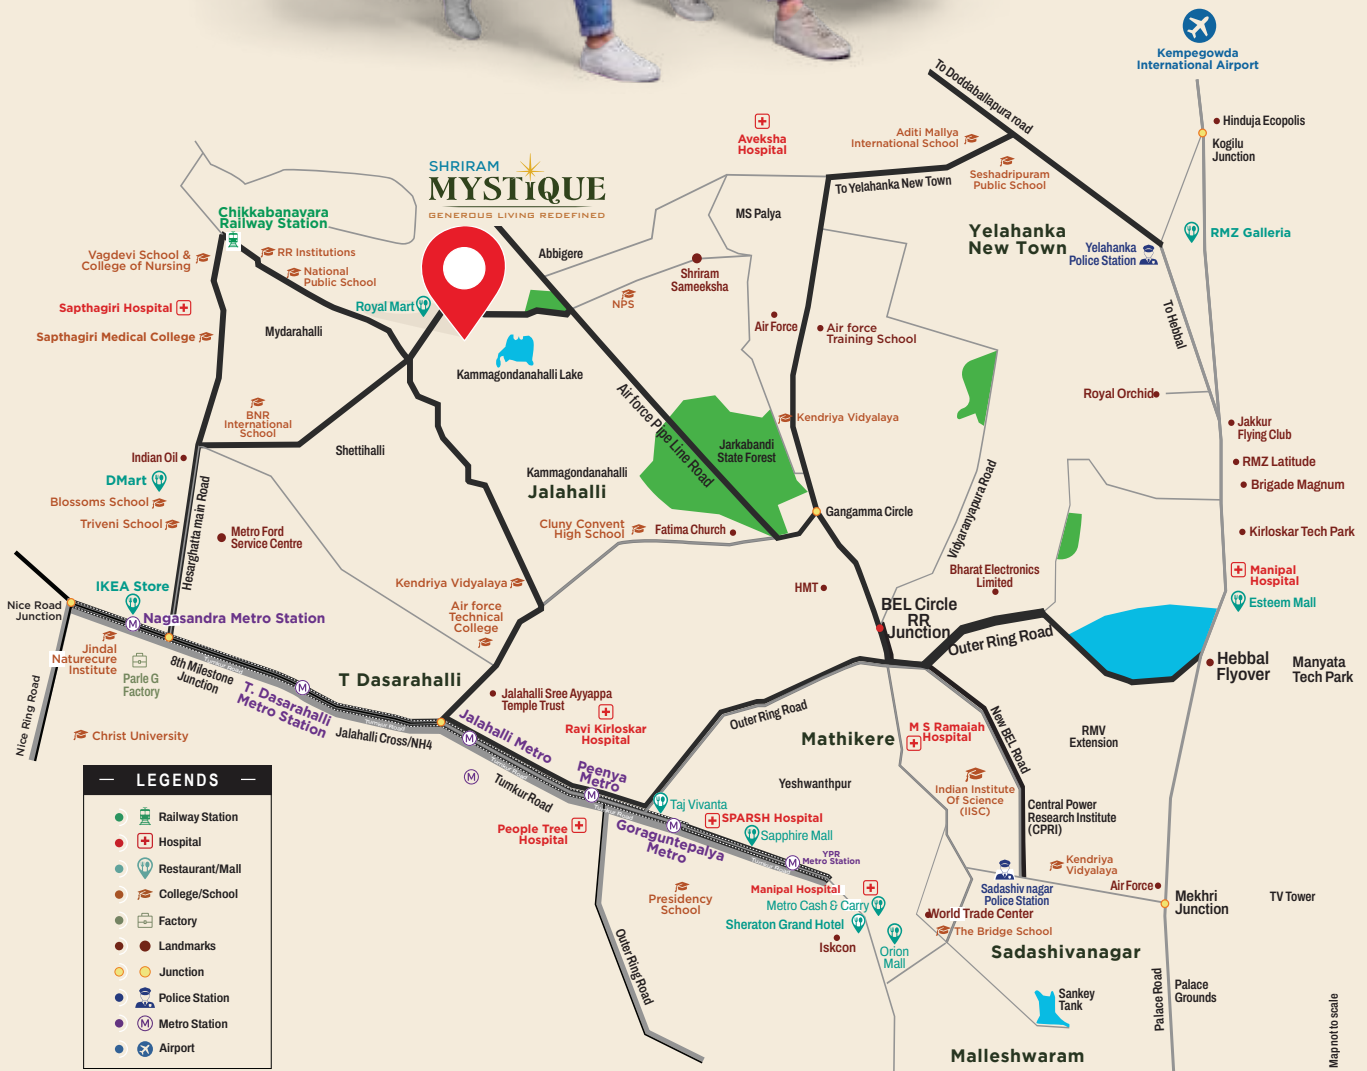 Kempegowda
International Airport
To Doddaballapura road
Hinduja Ecopolis
Kogilu
Junction
Aveksha
Hospital
Aditi Mallya
International School
Seshadripuram
Public School
To Yelahanka New Town
SHRIRAM
MYSTIQUE
GENEROUS LIVING REDEFINED
MS Palya
Chikkabanavara
Railway Station
Abbigere
Yelahanka
New Town
RMZ Galleria
Yelahanka
Police Station
Vagdevi School &
College of Nursing
RR Institutions
National
Public School
Shriram
Sameeksha
NPS
Royal Mart
Sapthagiri Hospital
Sapthagiri Medical College
Mydarahalli
Air Force
Air force
Training School
To Hebbal
Kammagondanahalli Lake
Royal Orchid
Air force Pipe Line Road
BNR
International
School
Kendriya Vidyalaya
Jakkur
Flying Club
Shettihalli
Jarkabandi
State Forest
Indian Oil
RMZ Latitude
DMart
Kammagondanahalli
Jalahalli
Brigade Magnum
Blossoms School
Triveni School
Hesarghatta main Road
Metro Ford
Service Centre
Cluny Convent
High School
Fatima Church
Gangamma Circle
Vidyaranyapura Road
Kirloskar Tech Park
Bharat Electronics
Limited
Manipal
Hospital
Esteem Mall
IKEA Store
Kendriya Vidyalaya
HMT
Nice Road
Junction
Nagasandra Metro Station
Air force
Technical
College
BEL Circle
RR
Junction
Outer Ring Road
Jindal
Naturecure
Institute
Parle G
Factory
8th Milestone
Junction
T Dasarahalli
T. Dasarahalli
Metro Station
Hebbal
Flyover
Manyata
Tech Park
Nice Ring Road
Christ University
Jalahalli Cross/NH4
Jalahalli Sree Ayyappa
Temple Trust
Jalahalli Metro
Ravi Kirloskar
Hospital
Outer Ring Road
Mathikere
M S Ramaiah
Hospital
New BEL Road
RMV
Extension
LEGENDS
Railway Station
Hospital
Restaurant/Mall
College/School
Factory
Landmarks
Junction
Police Station
Metro Station
Airport
Tumkur Road
Peenya
Metro
Yeshwanthpur
Indian Institute
Of Science
(IISC)
Central Power
Research Institute
(CPRI)
Taj Vivanta
SPARSH Hospital
Sapphire Mall
People Tree
Hospital
Goraguntepalya
Metro
YPR
Metro Station
Kendriya
Vidyalaya
Sadashiv nagar
Police Station
Air Force
Mekhri
Junction
TV Tower
Presidency
School
Manipal Hospital
Metro Cash & Carry
Sheraton Grand Hotel
Iskcon
Orion
Mall
World Trade Center
The Bridge School
Sadashivanagar
Outer Ring Road
Sankey
Tank
Palace Road
Palace
Grounds
Malleshwaram
Map not to scale